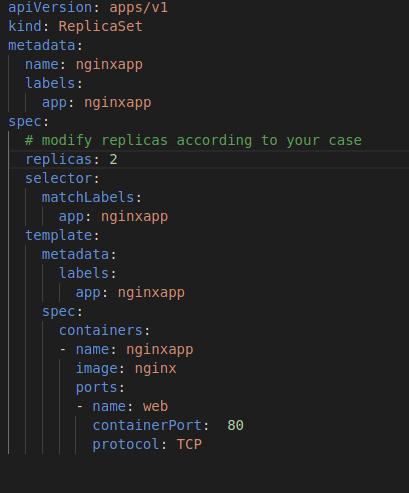 apiVersion: apps/v1
kind: ReplicaSet
metadata:
  name: nginxapp
  labels:
    app: nginxapp
spec:
  # modify replicas according to your case
  replicas: 2
  selector:
    matchLabels:
      app: nginxapp
  template:
    metadata:
      labels:
        app: nginxapp
    spec:
      containers:
      - name: nginxapp
        image: nginx
        ports:
        - name: web
          containerPort:  80
          protocol: TCP